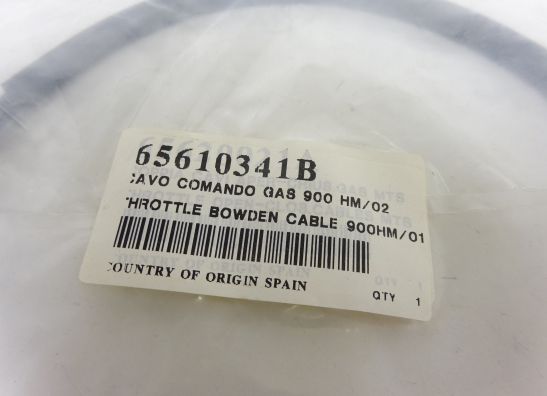 65610341B
CAVO COMANDO GAS 900 HM/02
THROTTLE BOWDEN CABLE 900HM/01
COUNTRY OF ORIGIN SPAIN
QTY 1